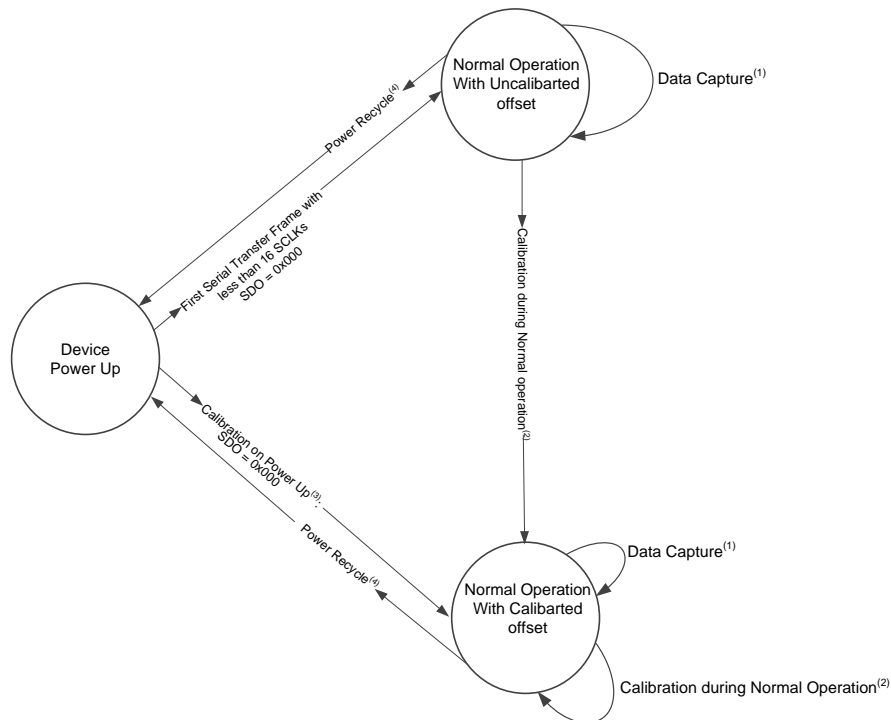 Normal Operation
With Uncalibarted
offset
Data Capture(1)
Power Recycle(4)
First Serial Transfer Frame with
less than 16 SCLKs
SDO = 0x000
Calibration during Normal operation(2)
Device
Power Up
Calibration on Power Up(3):
SDO = 0x000
Power Recycle(4)
Normal Operation
With Calibarted
offset
Data Capture(1)
Calibration during Normal Operation(2)